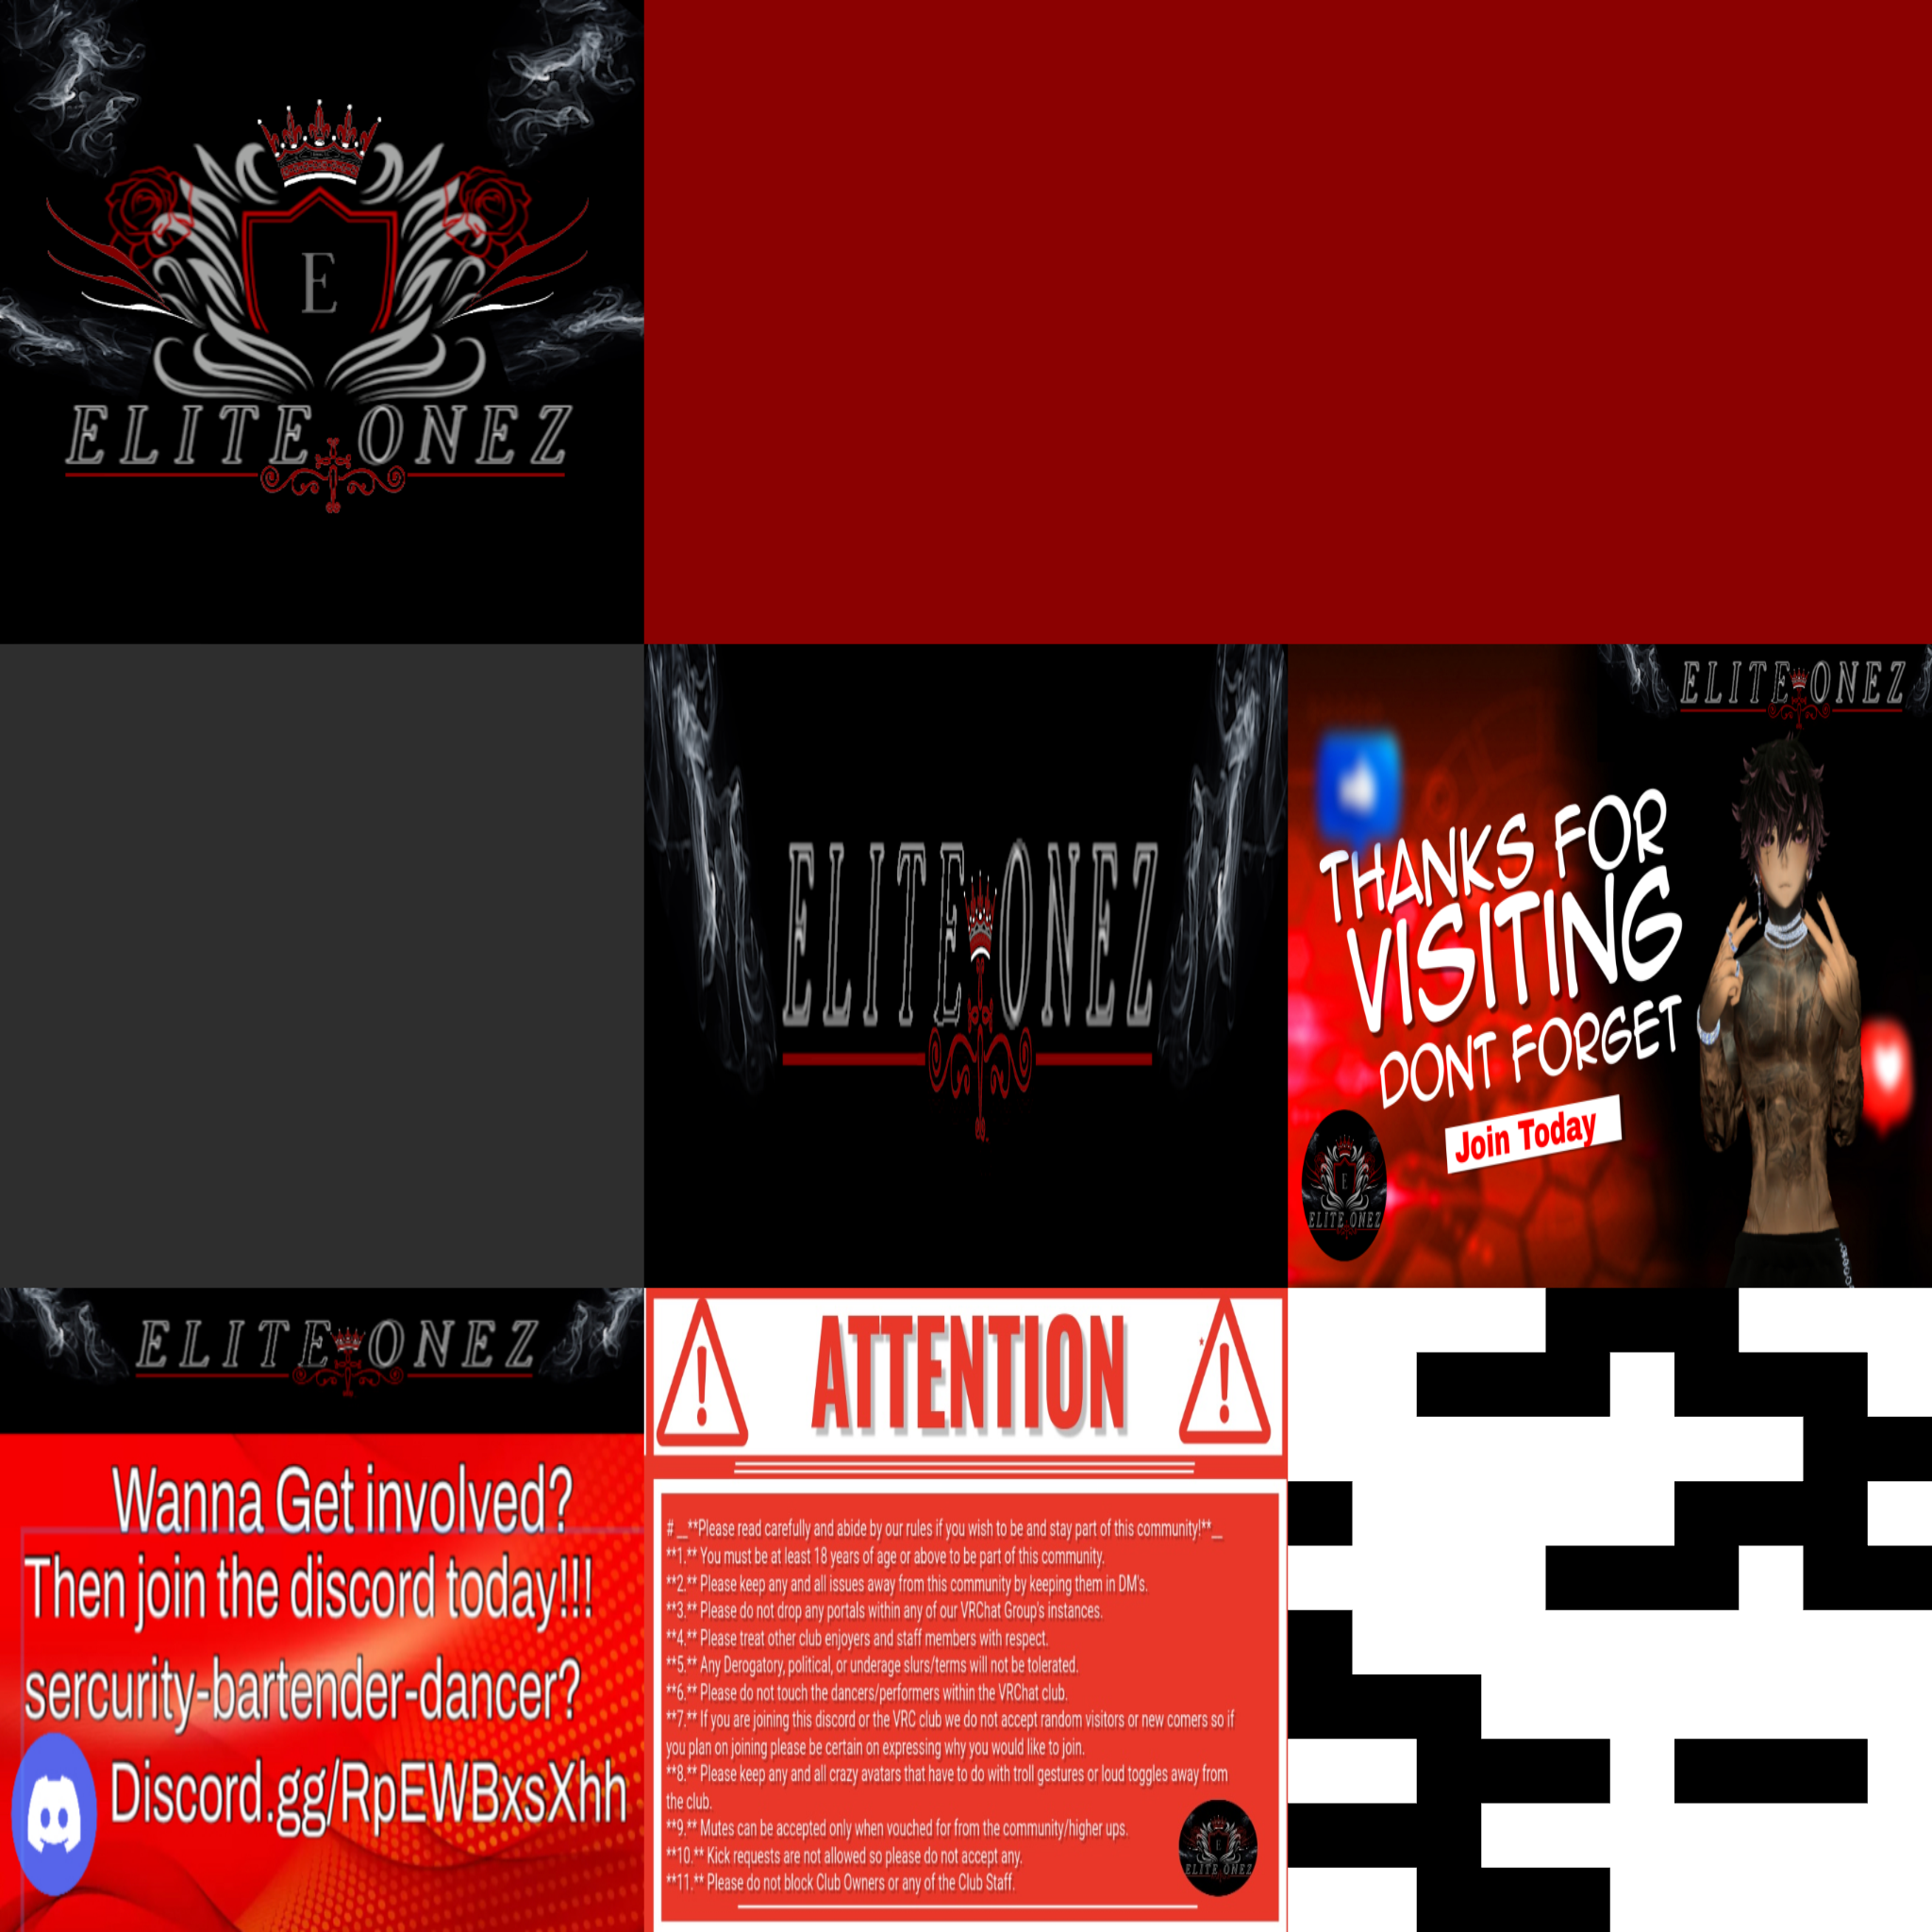 E
ELITE ONEZ
ELITE ONEZ
ELITE ONEZ
THANKS FOR
VISITING
DONT FORGET
Join Today
E
ELITE ONEZ
ELITE ONEZ
Wanna Get involved?
Then join the discord today!!!
sercurity-bartender-dancer?
Discord.gg/RpEWBxsXhh
ATTENTION
# __**Please read carefully and abide by our rules if you wish to be and stay part of this community!**__
**1.** You must be at least 18 years of age or above to be part of this community.
**2.** Please keep any and all issues away from this community by keeping them in DM's.
**3.** Please do not drop any portals within any of our VRChat Group's instances.
**4.** Please treat other club enjoyers and staff members with respect.
**5.** Any Derogatory, political, or underage slurs/terms will not be tolerated.
**6.** Please do not touch the dancers/performers within the VRChat club.
**7.** If you are joining this discord or the VRC club we do not accept random visitors or new comers so if
you plan on joining please be certain on expressing why you would like to join.
**8.** Please keep any and all crazy avatars that have to do with troll gestures or loud toggles away from
the club.
**9.** Mutes can be accepted only when vouched for from the community/higher ups.
**10.** Kick requests are not allowed so please do not accept any.
**11.** Please do not block Club Owners or any of the Club Staff.
E
ELITE ONEZ